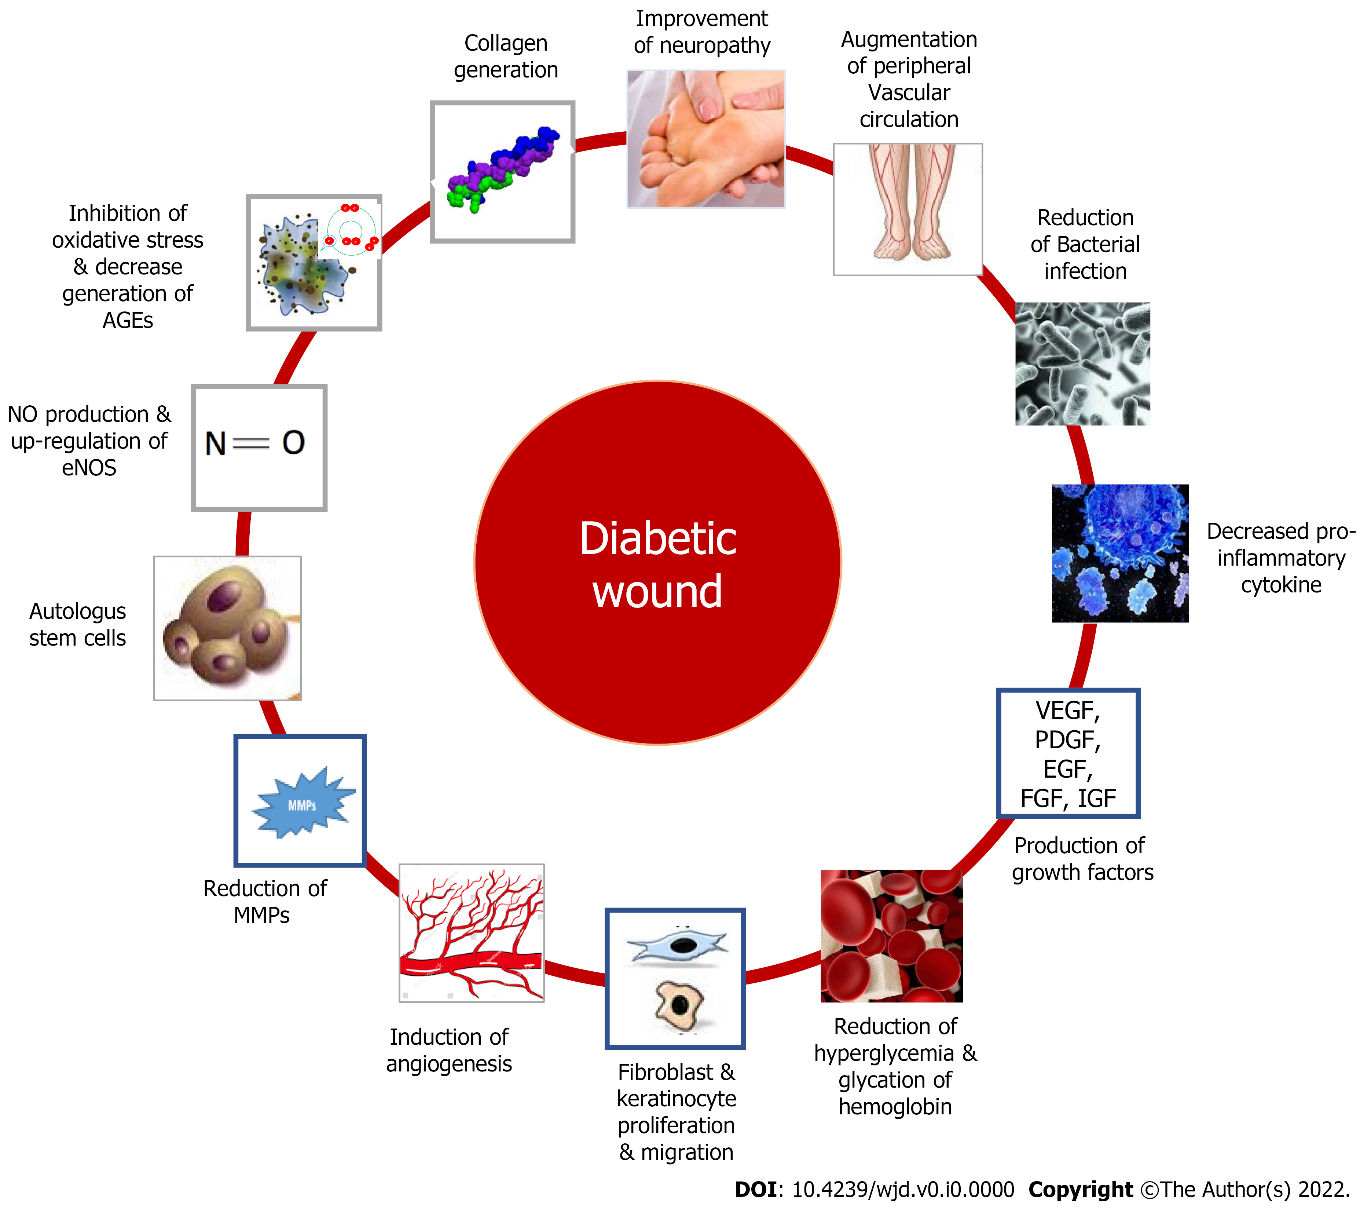 Improvement
of neuropathy
Collagen
generation
Augmentation
of peripheral
Vascular
circulation
Inhibition of
oxidative stress
& decrease
generation of
AGEs
Reduction
of Bacterial
infection
NO production &
up-regulation of
eNOS
N = O
Diabetic
wound
Decreased pro-
inflammatory
cytokine
Autologus
stem cells
VEGF,
PDGF,
EGF,
FGF, IGF
Production of
growth factors
MMPs
Reduction of
MMPs
Induction of
angiogenesis
Fibroblast &
keratinocyte
proliferation
& migration
Reduction of
hyperglycemia &
glycation of
hemoglobin
DOI: 10.4239/wjd.v0.i0.0000 Copyright ©The Author(s) 2022.